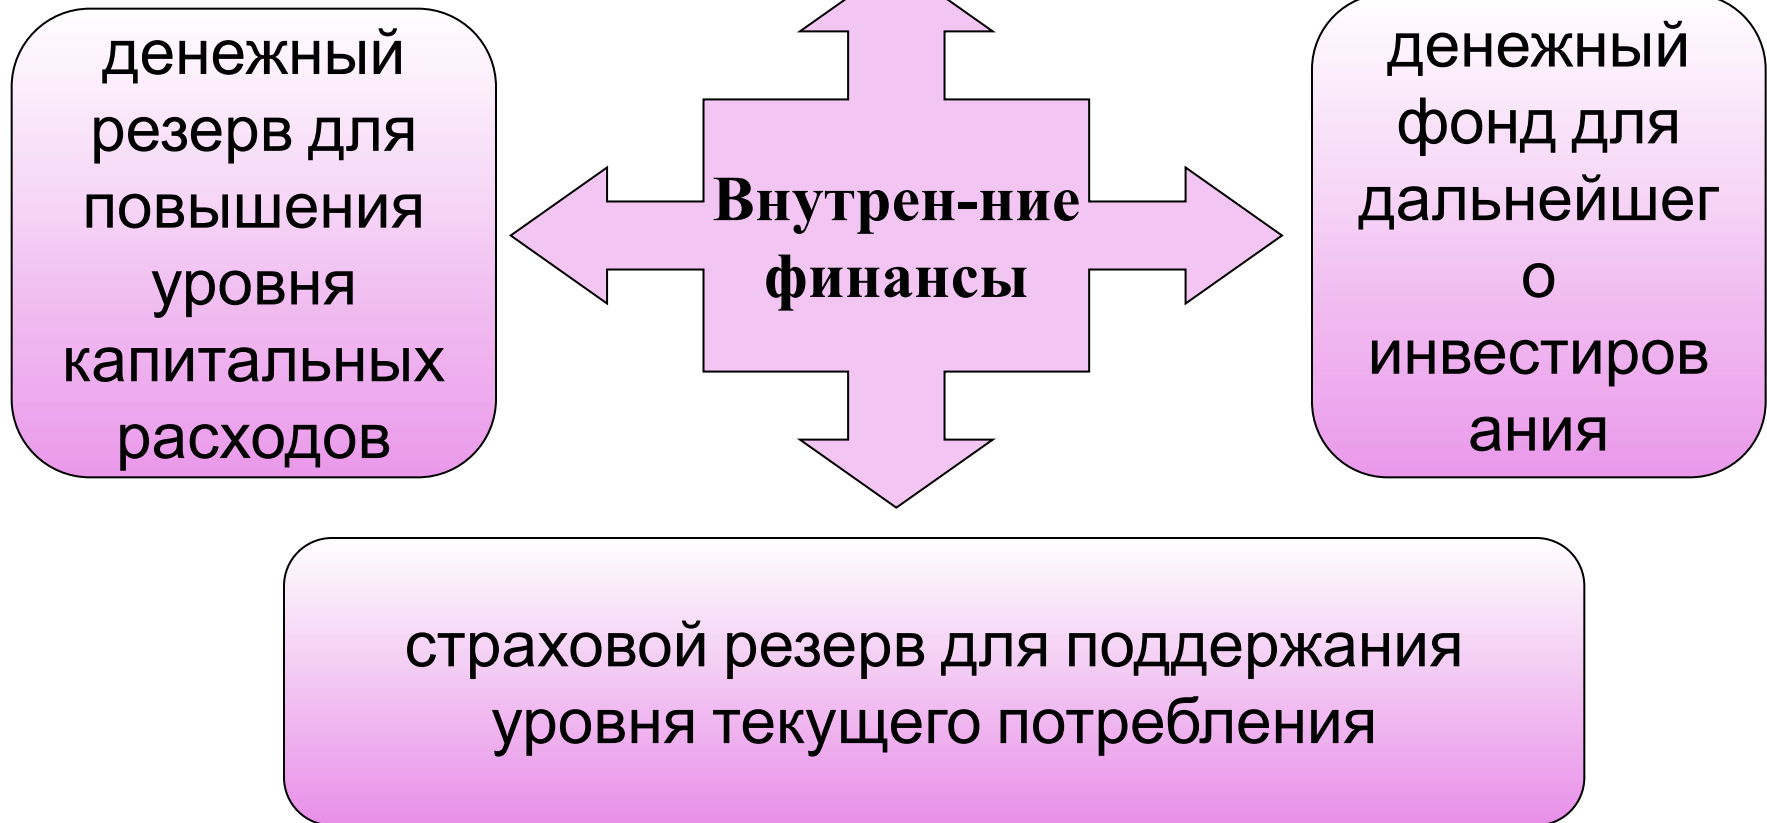 денежный
резерв для
повышения
уровня
капитальных
расходов
Внутрен-ние
финансы
денежный
фонд для
дальнейшег
о
инвестиров
ания
страховой резерв для поддержания
уровня текущего потребления